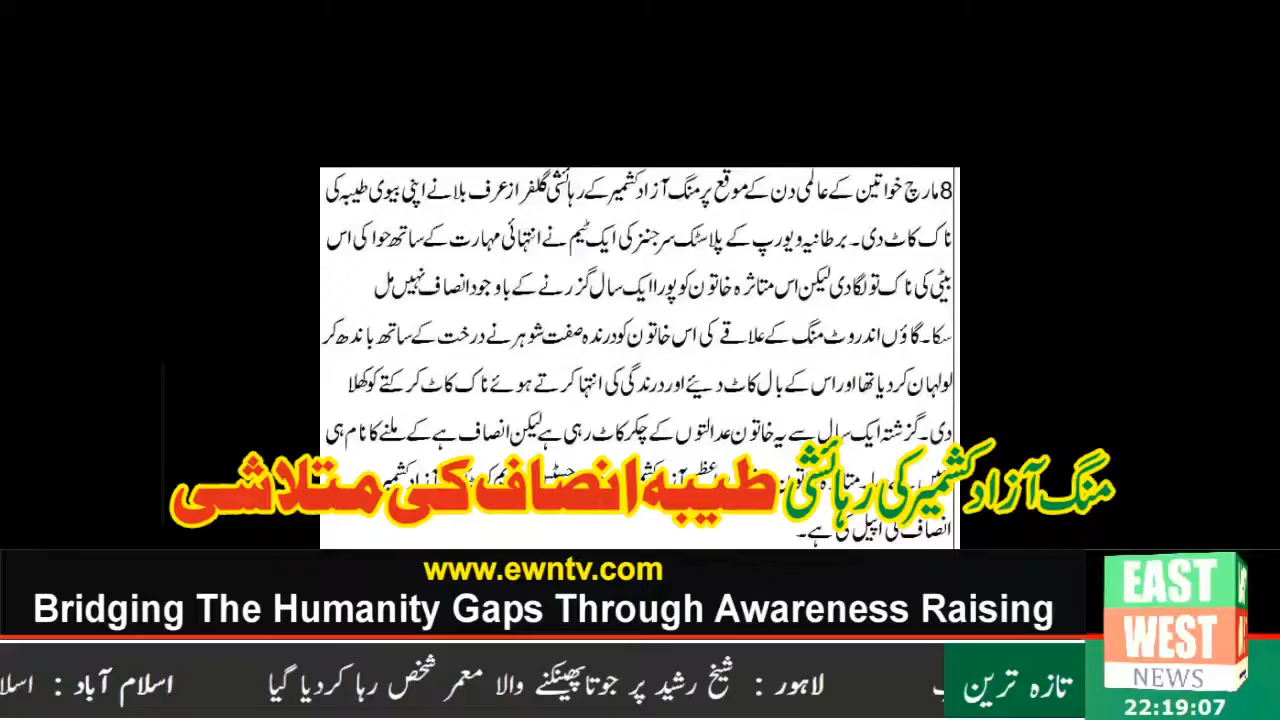 8 مارچ خواتین کے عالمی دن کے موقع پر منگ آزاد کشمیر کے رہائشی گلفراز عرف بلا نے اپنی بیوی طیبہ کی
ناک کاٹ دی۔ برطانیہ ویورپ کے پلاسٹک سرجنز کی ایک ٹیم نے انتہائی مہارت کے ساتھ حوا کی اس
بیٹی کی ناک تو لگا دی لیکن اس متاثرہ خاتون کو پورا ایک سال گزرنے کے باوجود انصاف نہیں مل
سکا۔ گاؤں اندروٹ منگ کے علاقے کی اس خاتون کو درندہ صفت شوہر نے درخت کے ساتھ باندھ کر
لولہان کر دیا تھا اور اس کے بال کاٹ دیئے اور درندگی کی انتہا کرتے ہوئے ناک کاٹ کر کتے کو کھلا
دی۔ گزشتہ ایک سال سے یہ خاتون عدالتوں کے چکر کاٹ رہی ہے لیکن انصاف ہے کے ملنے کا نام ہی
منگ آزاد کشمیر کی رہائشی طیبہ انصاف کی متلاشی
انصاف کی اپیل کی ہے۔
www.ewntv.com
Bridging The Humanity Gaps Through Awareness Raising
EAST
WEST
NEWS
تازہ ترین
لاہور : شیخ رشید پر جوتا پھینکنے والا معمر شخص رہا کردیا گیا
اسلام آباد :
22:19:07